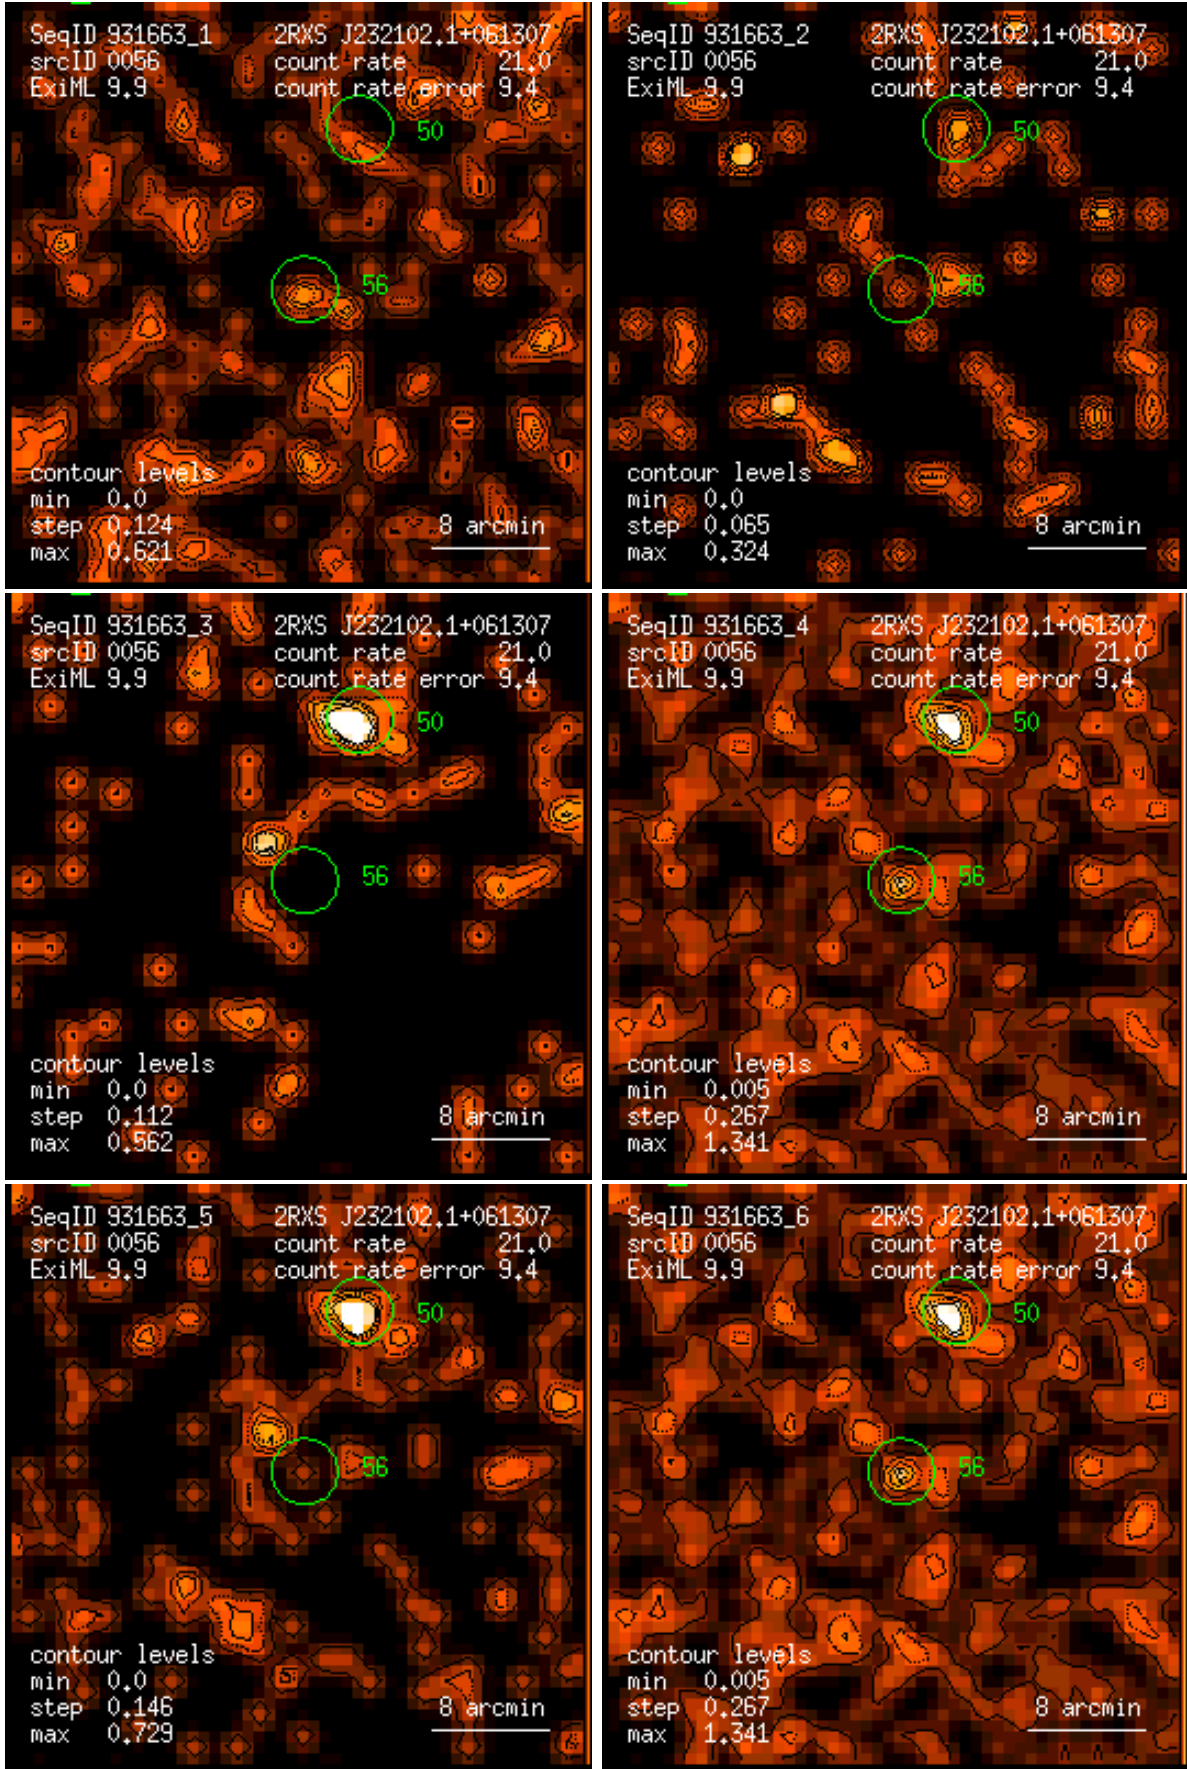 SeqID 931663_1 2RXS J232102.1+061307
srcID 0056 count rate 21.0
ExiML 9.9 count rate error 9.4
50
56
contour levels
min 0.0
step 0.124 8 arcmin
max 0.621
SeqID 931663_2 2RXS J232102.1+061307
srcID 0056 count rate 21.0
ExiML 9.9 count rate error 9.4
50
56
contour levels
min 0.0
step 0.065 8 arcmin
max 0.324
SeqID 931663_3 2RXS J232102.1+061307
srcID 0056 count rate 21.0
ExiML 9.9 count rate error 9.4
50
56
contour levels
min 0.0
step 0.112 8 arcmin
max 0.562
SeqID 931663_4 2RXS J232102.1+061307
srcID 0056 count rate 21.0
ExiML 9.9 count rate error 9.4
50
56
contour levels
min 0.005
step 0.267 8 arcmin
max 1.341
SeqID 931663_5 2RXS J232102.1+061307
srcID 0056 count rate 21.0
ExiML 9.9 count rate error 9.4
50
56
contour levels
min 0.0
step 0.146 8 arcmin
max 0.729
SeqID 931663_6 2RXS J232102.1+061307
srcID 0056 count rate 21.0
ExiML 9.9 count rate error 9.4
50
56
contour levels
min 0.005
step 0.267 8 arcmin
max 1.341